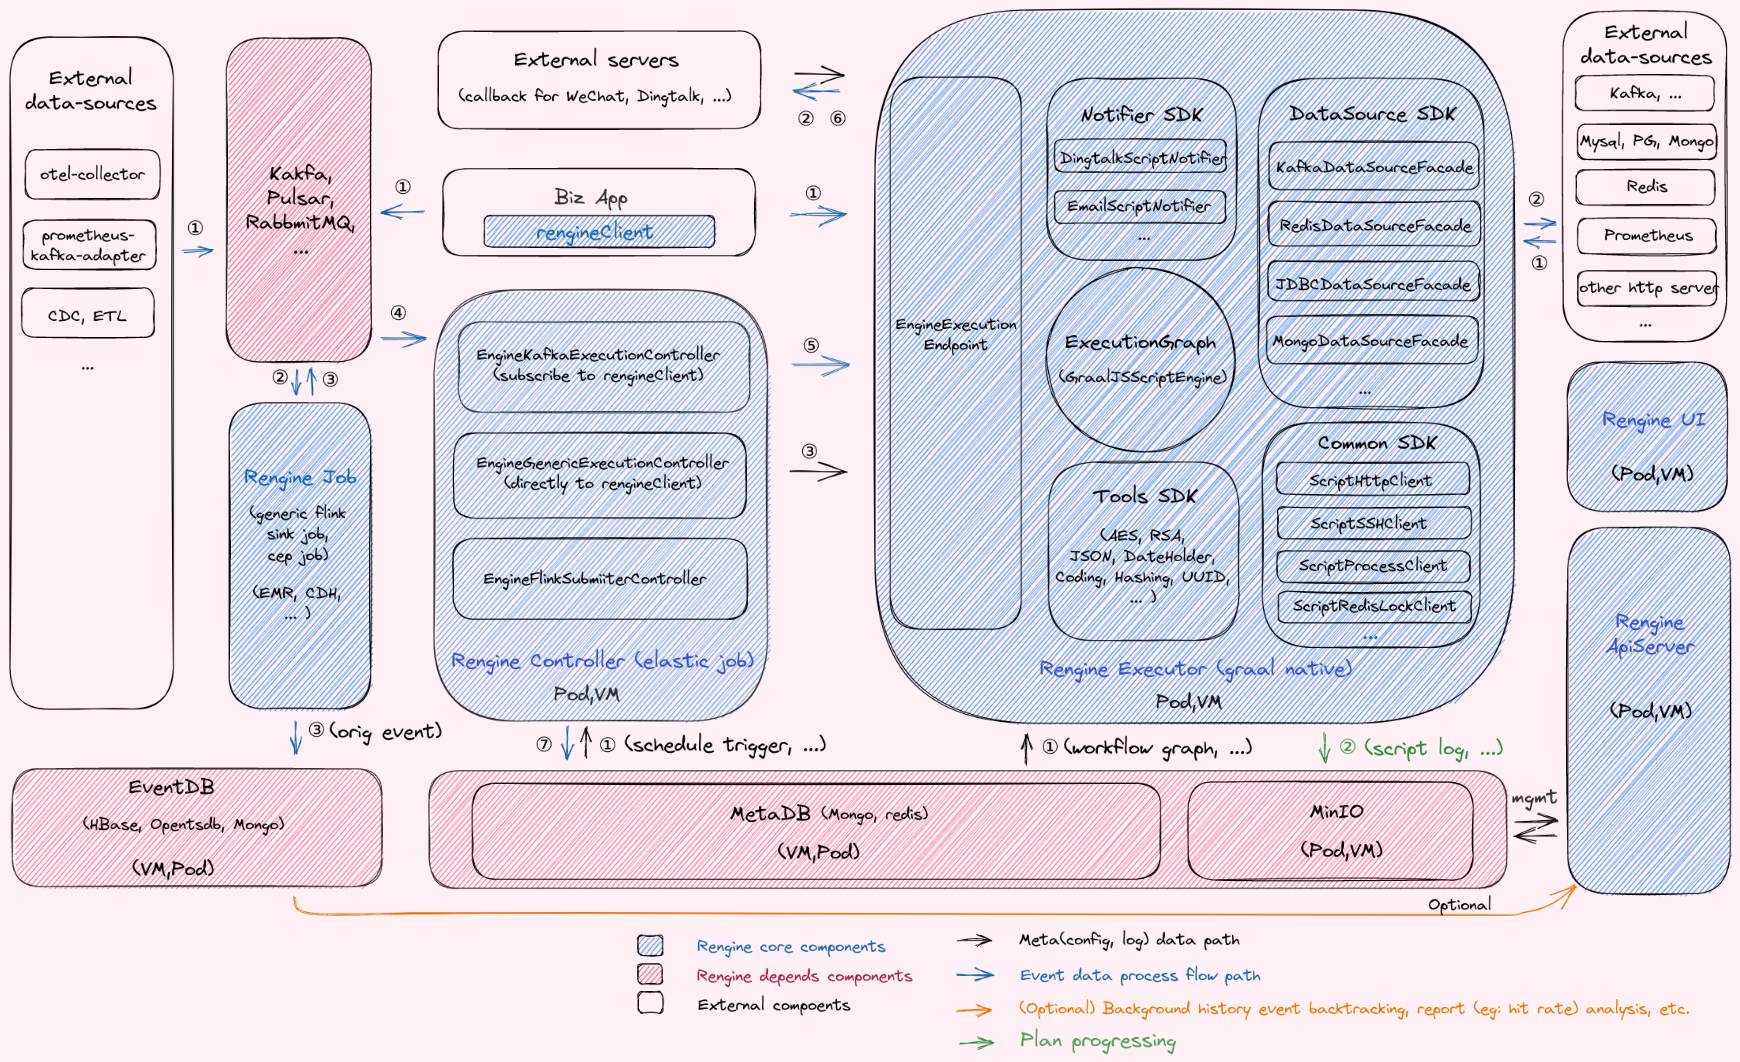 External
data-sources
otel-collector
prometheus-
kafka-adapter
CDC, ETL
...
①
Kakfa,
Pulsar,
RabbmitMQ,
...
② ③
Rengine Job
(generic flink
sink job,
cep job)
(EMR, CDH,
... )
③ (orig event)
EventDB
(HBase, Opentsdb, Mongo)
(VM,Pod)
External servers
(callback for WeChat, Dingtalk, ...)
② ⑥
①
Biz App
rengineClient
①
④
EngineKafkaExecutionController
(subscribe to rengineClient)
EngineGenericExecutionController
(directly to rengineClient)
EngineFlinkSubmiiterController
Rengine Controller (elastic job)
Pod,VM
⑤
③
⑦
① (schedule trigger, ...)
EngineExecution
Endpoint
Notifier SDK
DingtalkScriptNotifier
EmailScriptNotifier
...
ExecutionGraph
(GraalJSScriptEngine)
Tools SDK
(AES, RSA,
JSON, DateHolder,
Coding, Hashing, UUID,
... )
DataSource SDK
KafkaDataSourceFacade
RedisDataSourceFacade
JDBCDataSourceFacade
MongoDataSourceFacade
...
Common SDK
ScriptHttpClient
ScriptSSHClient
ScriptProcessClient
ScriptRedisLockClient
...
Rengine Executor (graal native)
Pod,VM
① (workflow graph, ...)
② (script log, ...)
MetaDB (Mongo, redis)
(VM,Pod)
MinIO
(Pod,VM)
mgmt
②
①
External
data-sources
Kafka, ...
Mysal, PG, Mongo
Redis
Prometheus
other http server
...
Rengine UI
(Pod,VM)
Rengine
ApiServer
(Pod,VM)
Optional
Rengine core components
Rengine depends components
External compoents
Meta(config, log) data path
Event data process flow path
(Optional) Background history event backtracking, report (eg: hit rate) analysis, etc.
Plan progressing